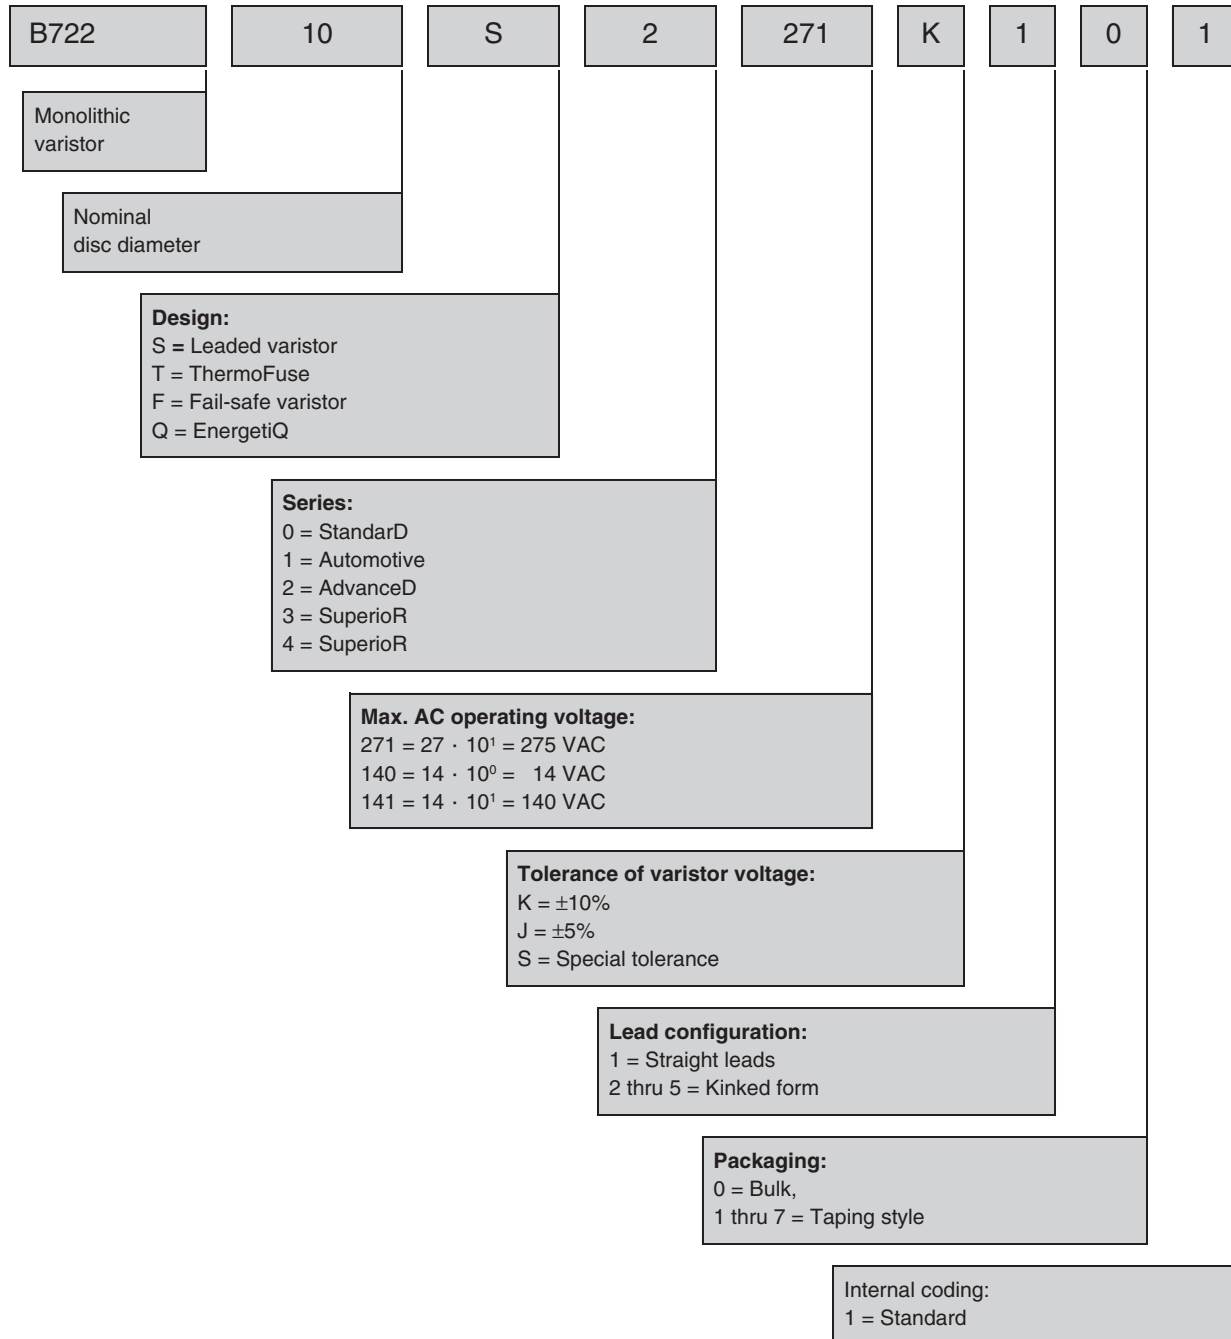 B722 10 S 2 271 K 1 0 1
Monolithic
varistor
Nominal
disc diameter
Design:
S = Leaded varistor
T = ThermoFuse
F = Fail-safe varistor
Q = EnergetiQ
Series:
0 = StandarD
1 = Automotive
2 = AdvanceD
3 = SuperioR
4 = SuperioR
Max. AC operating voltage:
271 = 27 · 10¹ = 275 VAC
140 = 14 · 10⁰ = 14 VAC
141 = 14 · 10¹ = 140 VAC
Tolerance of varistor voltage:
K = ±10%
J = ±5%
S = Special tolerance
Lead configuration:
1 = Straight leads
2 thru 5 = Kinked form
Packaging:
0 = Bulk,
1 thru 7 = Taping style
Internal coding:
1 = Standard